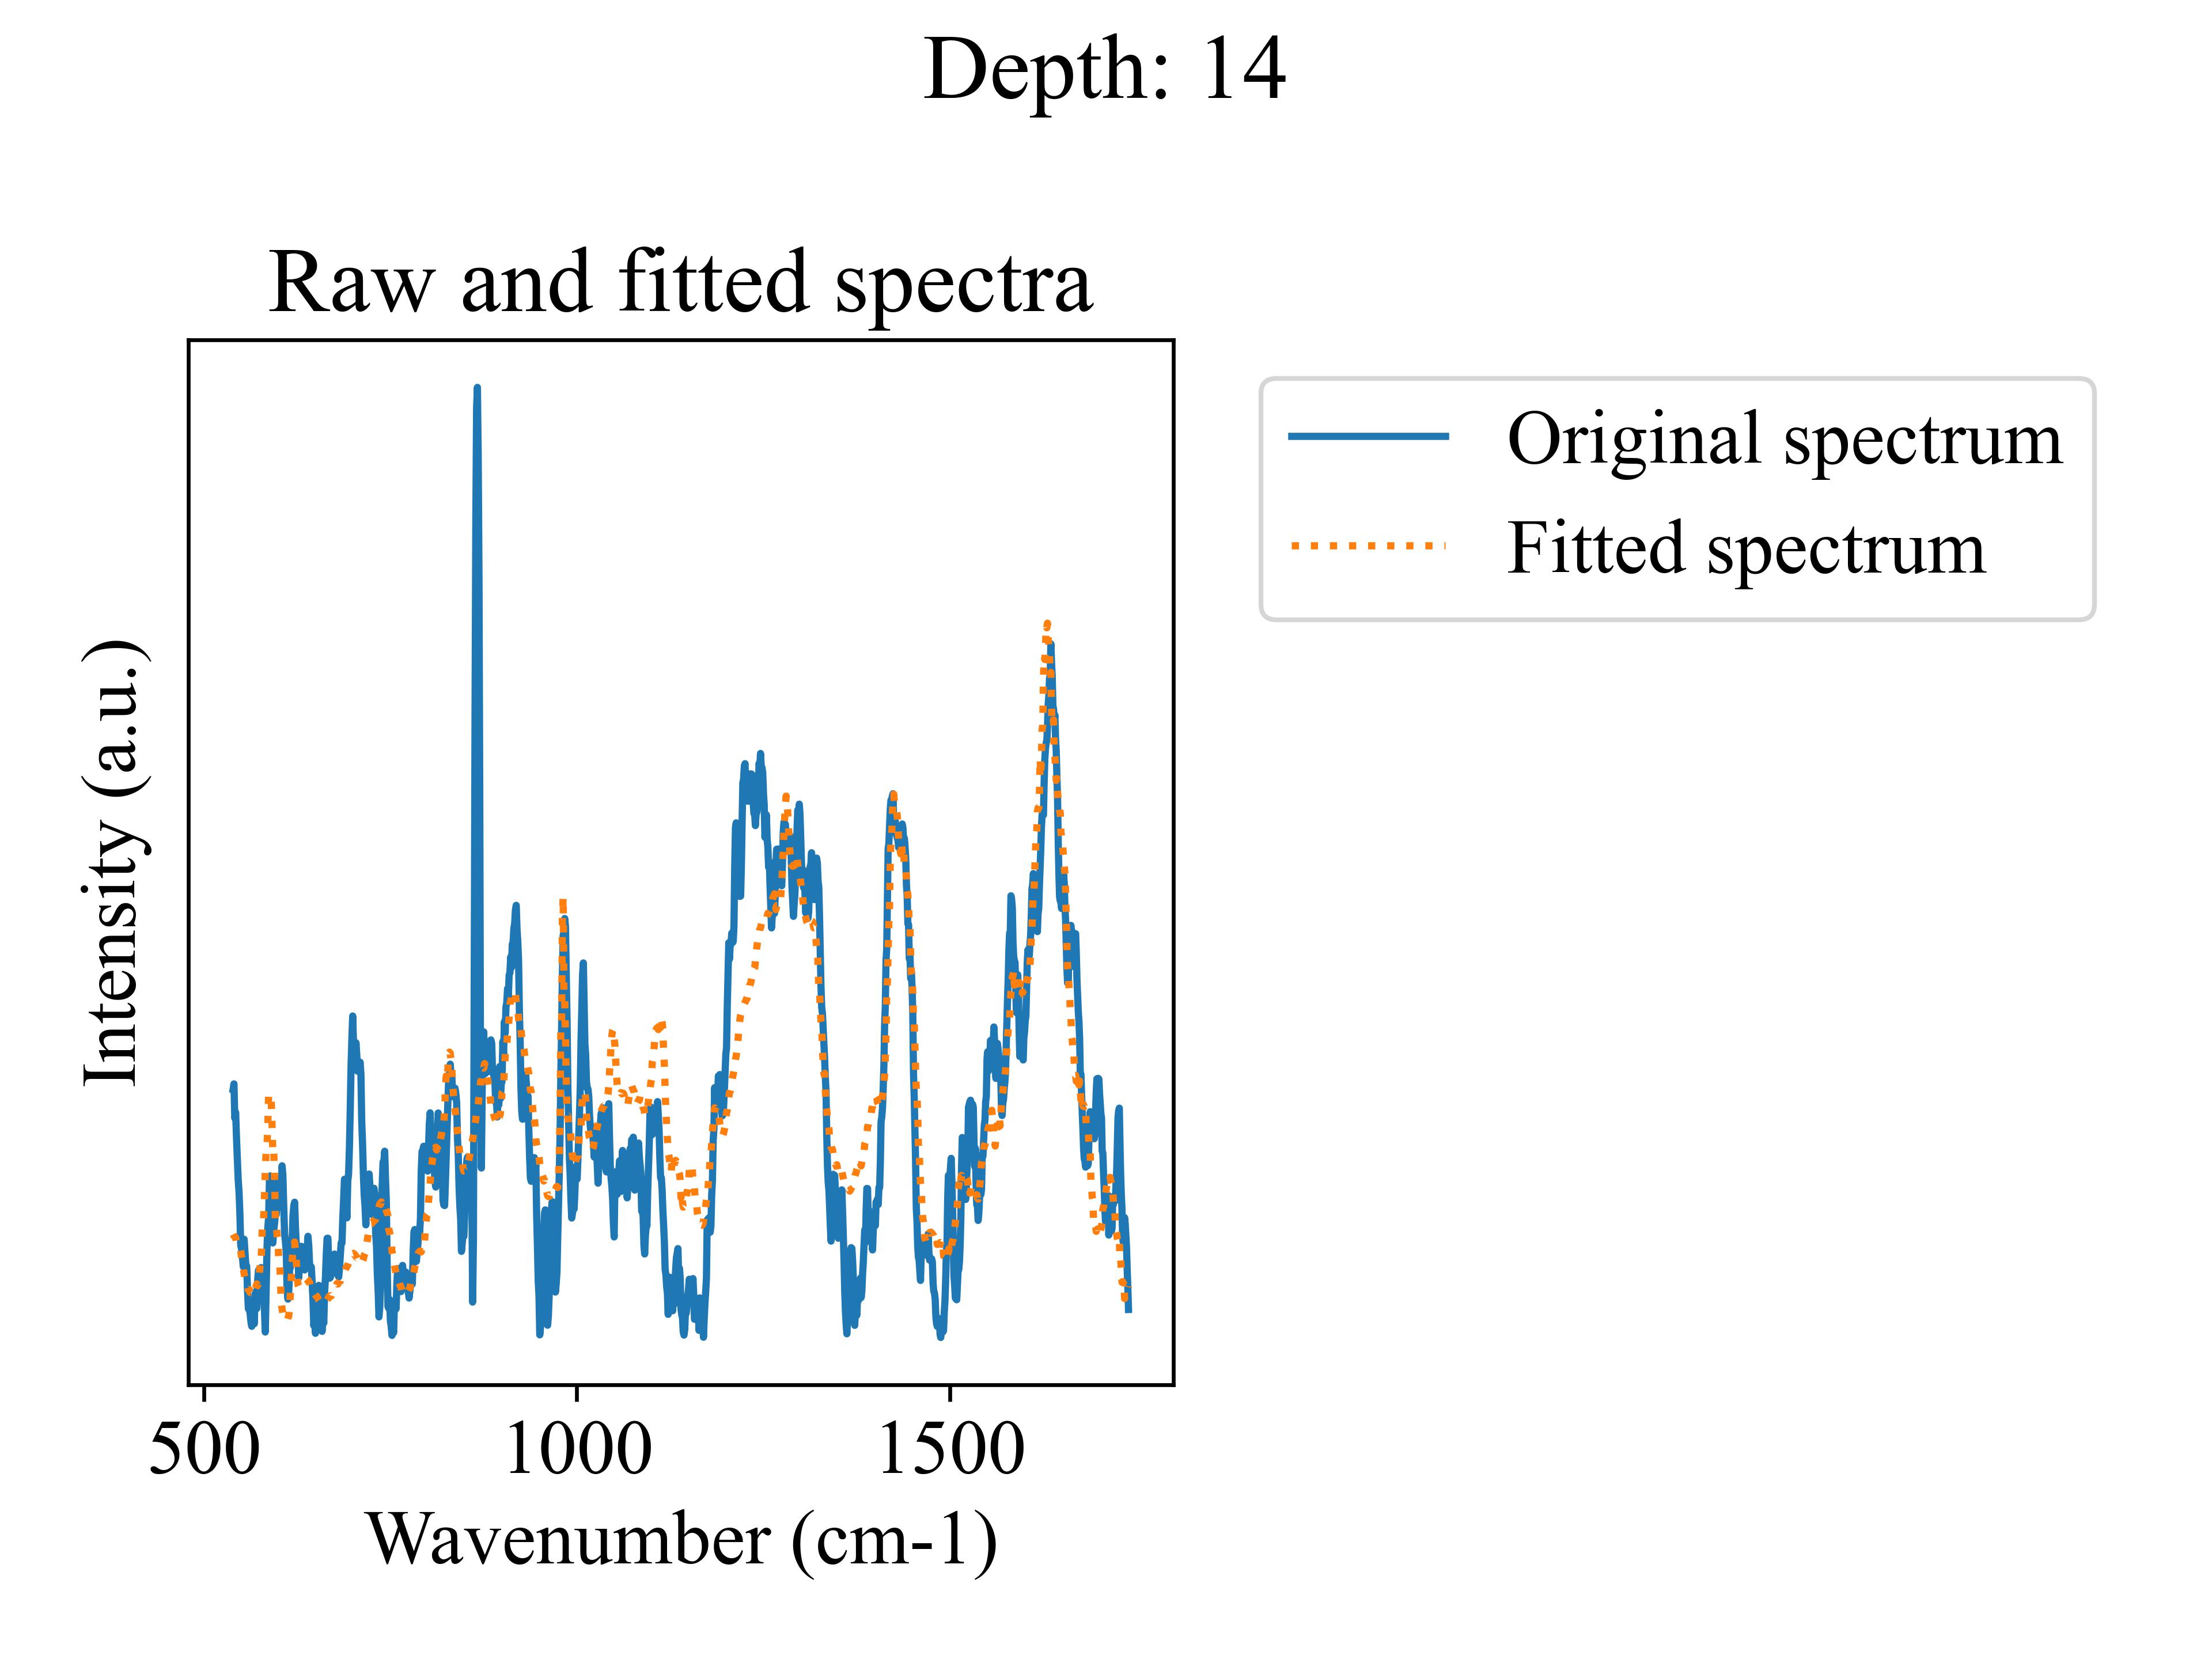 Depth: 14
Raw and fitted spectra
Original spectrum
Fitted spectrum
Intensity (a.u.)
500 1000 1500
Wavenumber (cm-1)